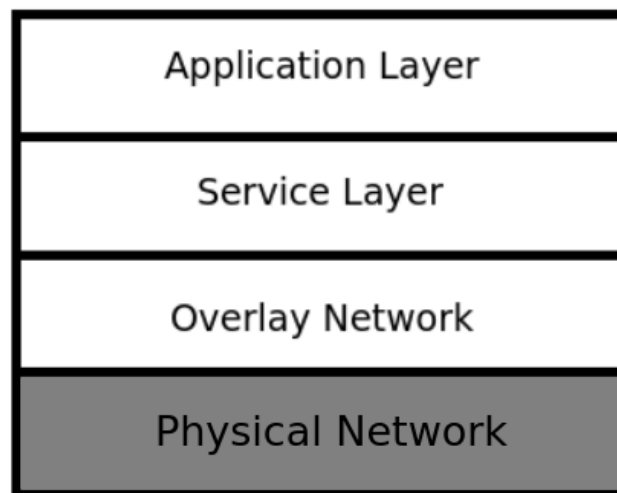 Application Layer
Service Layer
Overlay Network
Physical Network